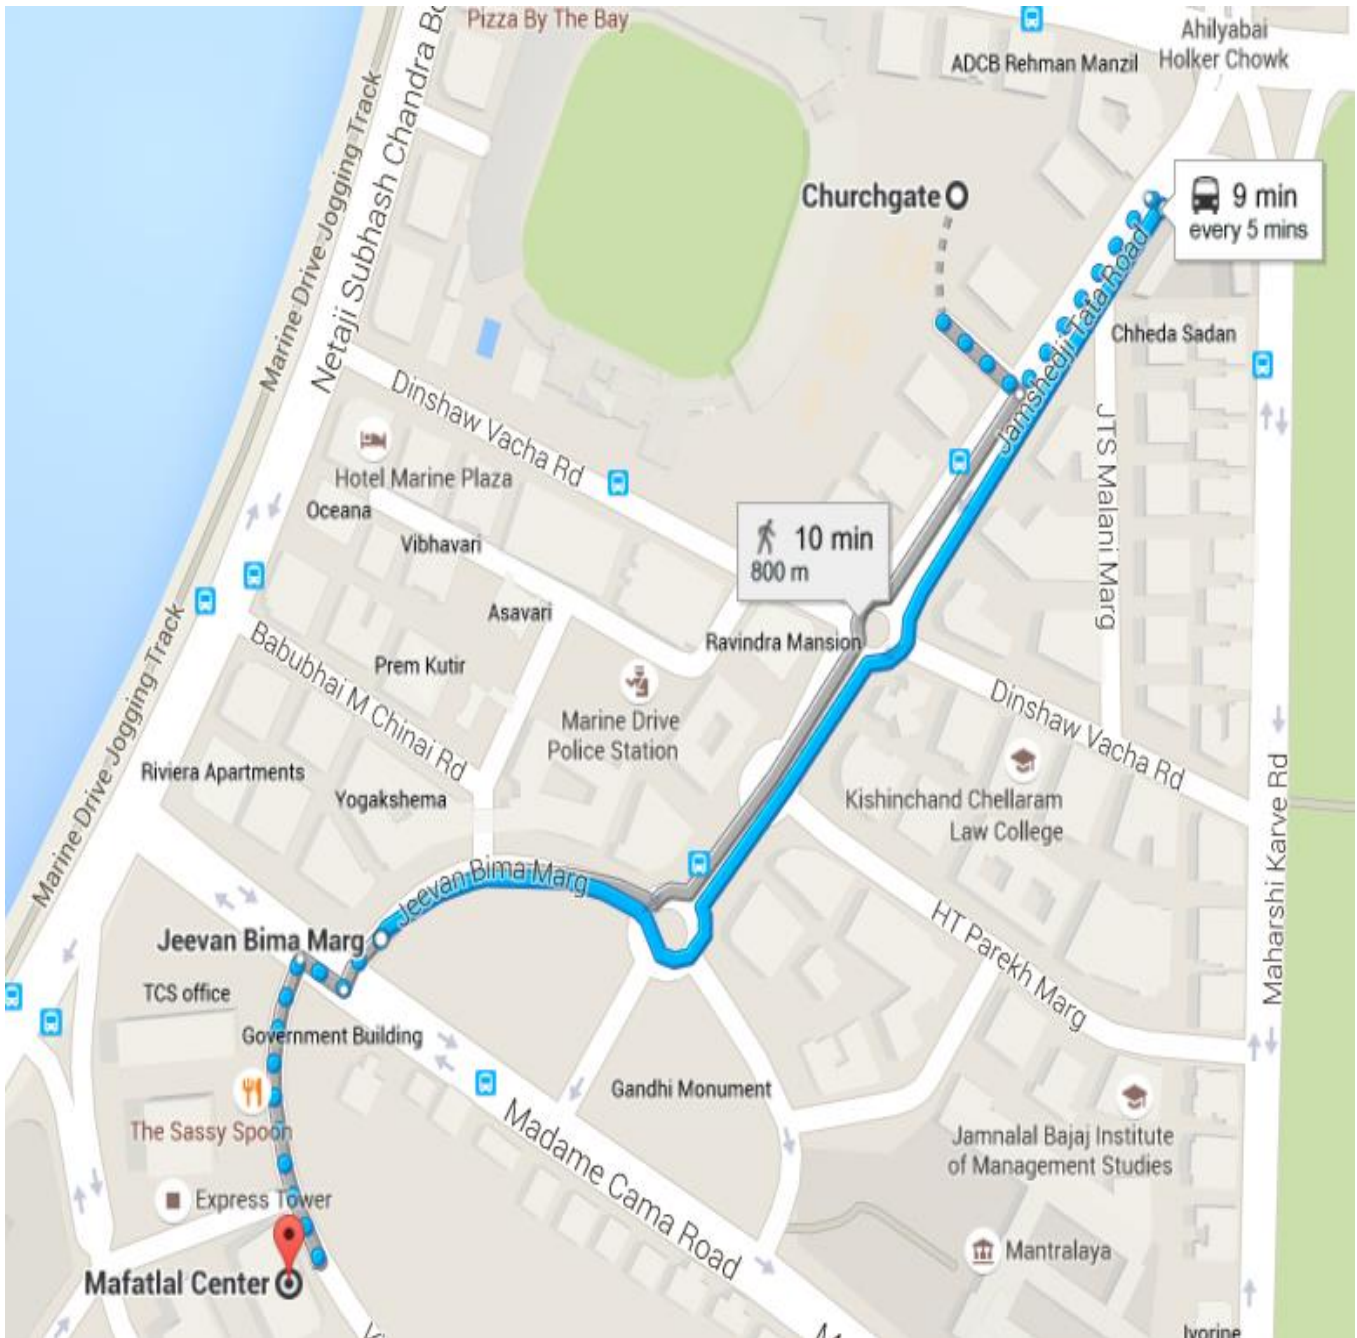 Pizza By The Bay
Ahilyabai
Holker Chowk
ADCB Rehman Manzil
Netaji Subhash Chandra Bo
Marine Drive Jogging Track
Churchgate
9 min
every 5 mins
Jamshedji Tata Road
Chheda Sadan
Dinshaw Vacha Rd
JTS Malani Marg
Hotel Marine Plaza
Oceana
Vibhavari
10 min
800 m
Asavari
Ravindra Mansion
Babubhai M Chinai Rd
Prem Kutir
Marine Drive Jogging Track
Marine Drive
Police Station
Dinshaw Vacha Rd
Riviera Apartments
Yogakshema
Kishinchand Chellaram
Law College
Maharshi Karve Rd
Jeevan Bima Marg
HT Parekh Marg
Jeevan Bima Marg
TCS office
Government Building
Gandhi Monument
The Sassy Spoon
Madame Cama Road
Jamnalal Bajaj Institute
of Management Studies
Express Tower
Mantralaya
Mafatlal Center
Ivorine